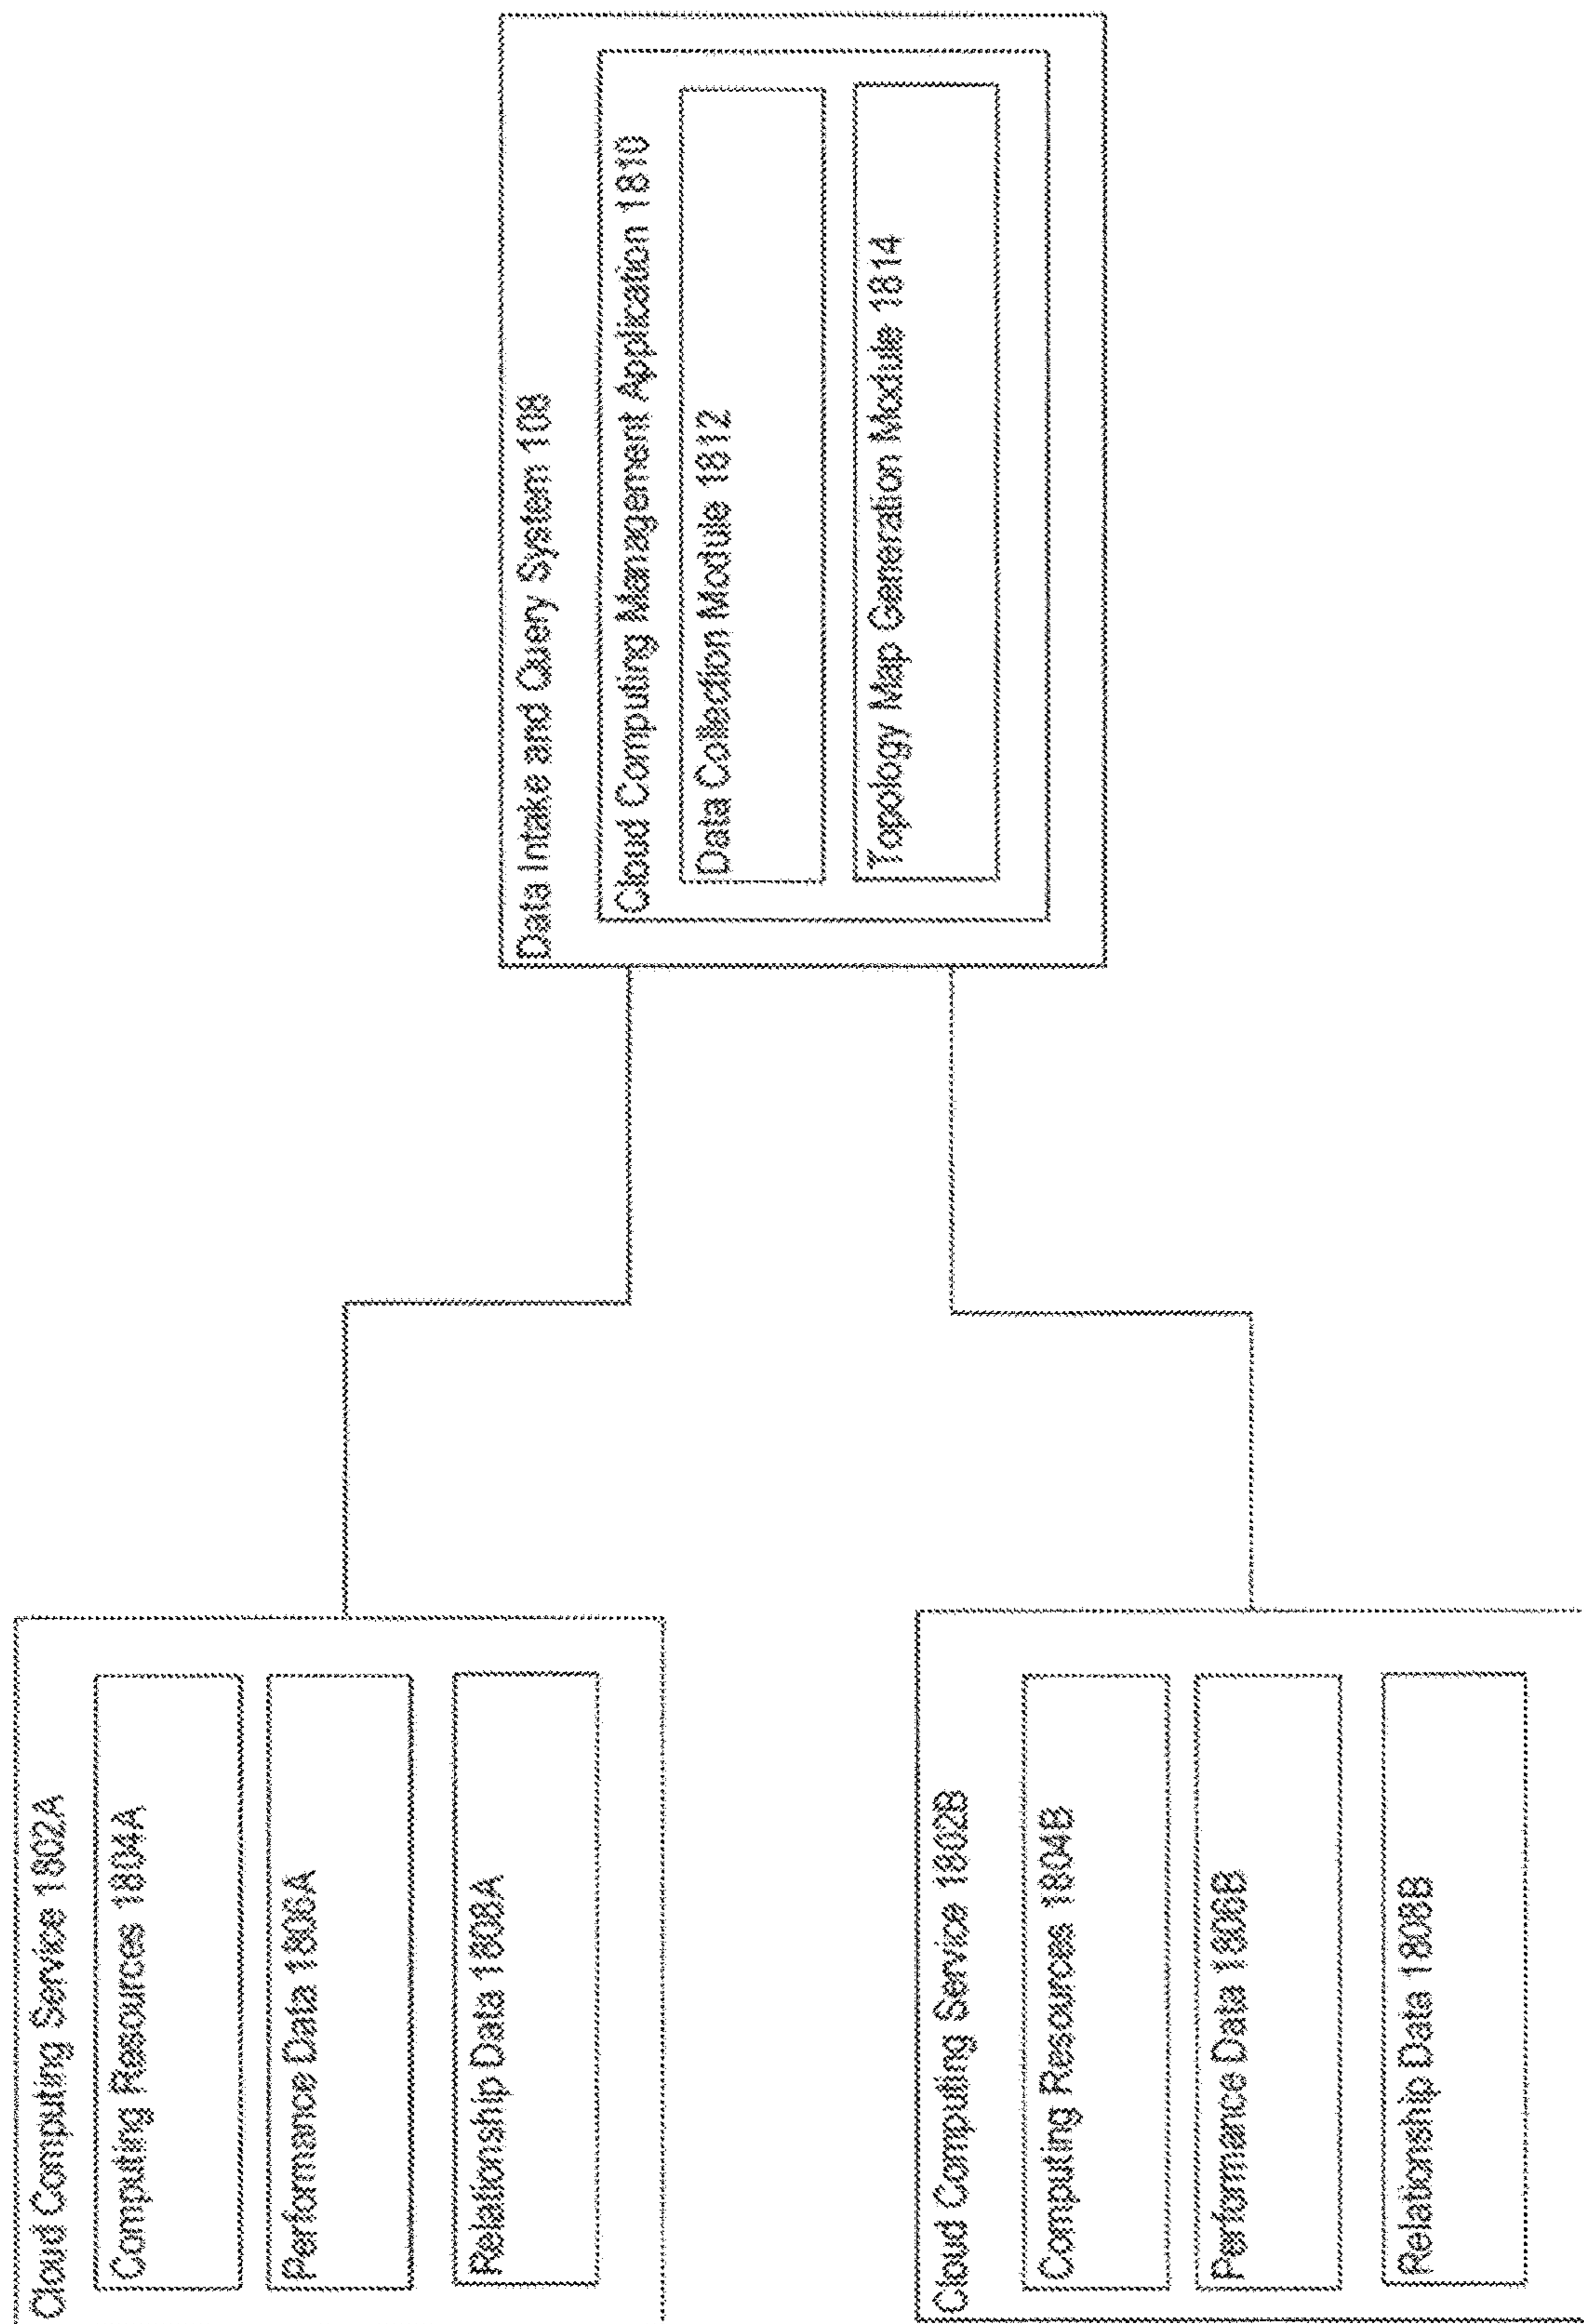 Cloud Computing Service 1802A
Computing Resources 1804A
Performance Data 1806A
Relationship Data 1808A
Cloud Computing Service 1802B
Computing Resources 1804B
Performance Data 1806B
Relationship Data 1808B
Data Intake and Query System 108
Cloud Computing Management Application 1810
Data Collection Module 1812
Topology Map Generation Module 1814